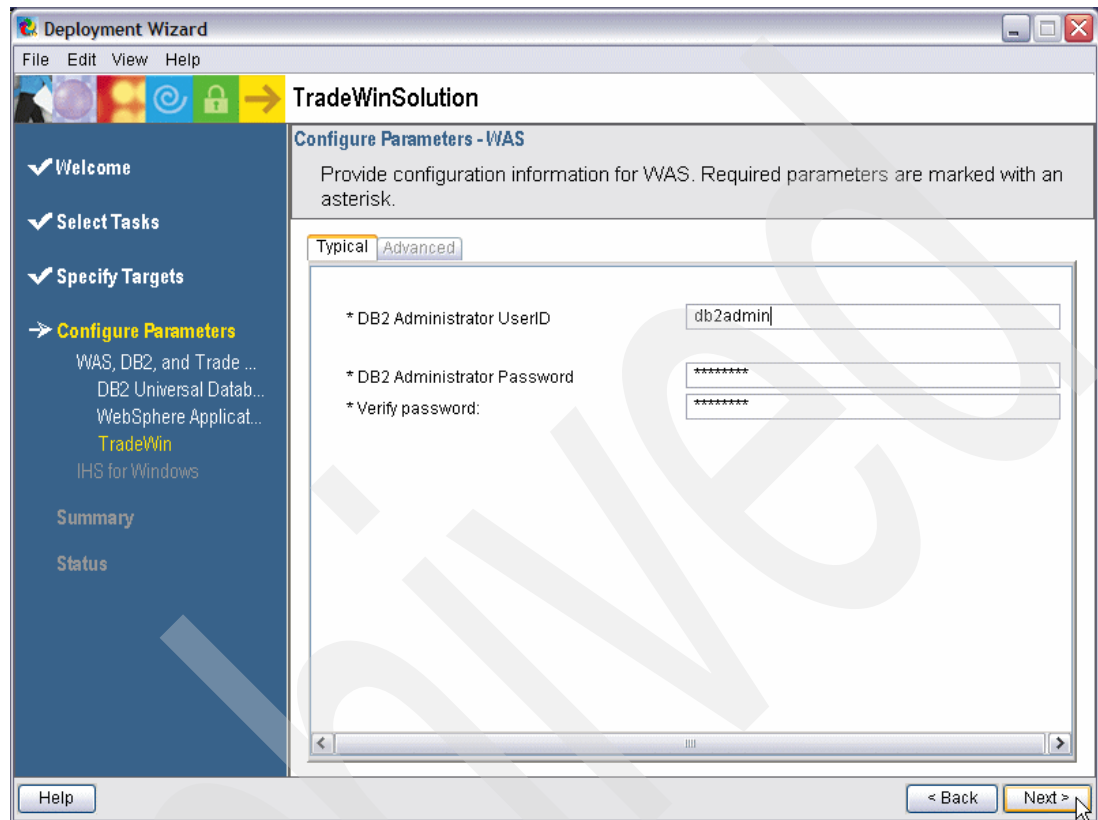 Deployment Wizard
File Edit View Help
TradeWinSolution
Configure Parameters - WAS
Provide configuration information for WAS. Required parameters are marked with an
asterisk.
Welcome
Select Tasks
Specify Targets
Configure Parameters
WAS, DB2, and Trade ...
DB2 Universal Datab...
WebSphere Applicat...
TradeWin
IHS for Windows
Summary
Status
Typical Advanced
* DB2 Administrator UserID db2admin
* DB2 Administrator Password ********
* Verify password: ********
Help < Back Next >